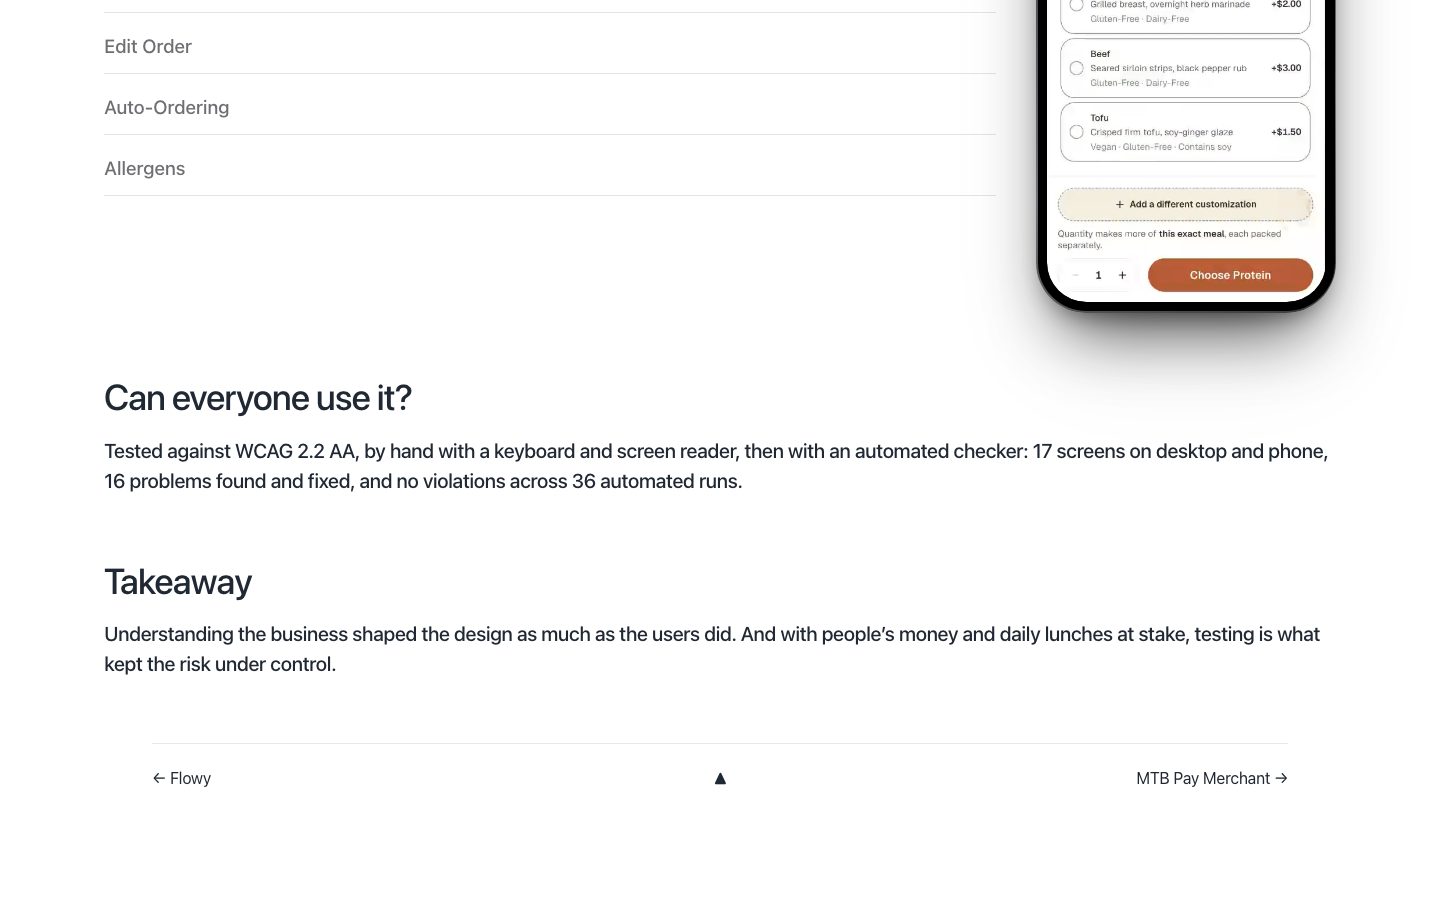 Edit Order
Auto-Ordering
Allergens
Grilled breast, overnight herb marinade +$2.00
Gluten-Free · Dairy-Free
Beef
Seared sirloin strips, black pepper rub +$3.00
Gluten-Free · Dairy-Free
Tofu
Crisped firm tofu, soy-ginger glaze +$1.50
Vegan · Gluten-Free · Contains soy
+ Add a different customization
Quantity makes more of this exact meal, each packed
separately.
− 1 + Choose Protein
Can everyone use it?
Tested against WCAG 2.2 AA, by hand with a keyboard and screen reader, then with an automated checker: 17 screens on desktop and phone,
16 problems found and fixed, and no violations across 36 automated runs.
Takeaway
Understanding the business shaped the design as much as the users did. And with people’s money and daily lunches at stake, testing is what
kept the risk under control.
← Flowy ▲ MTB Pay Merchant →